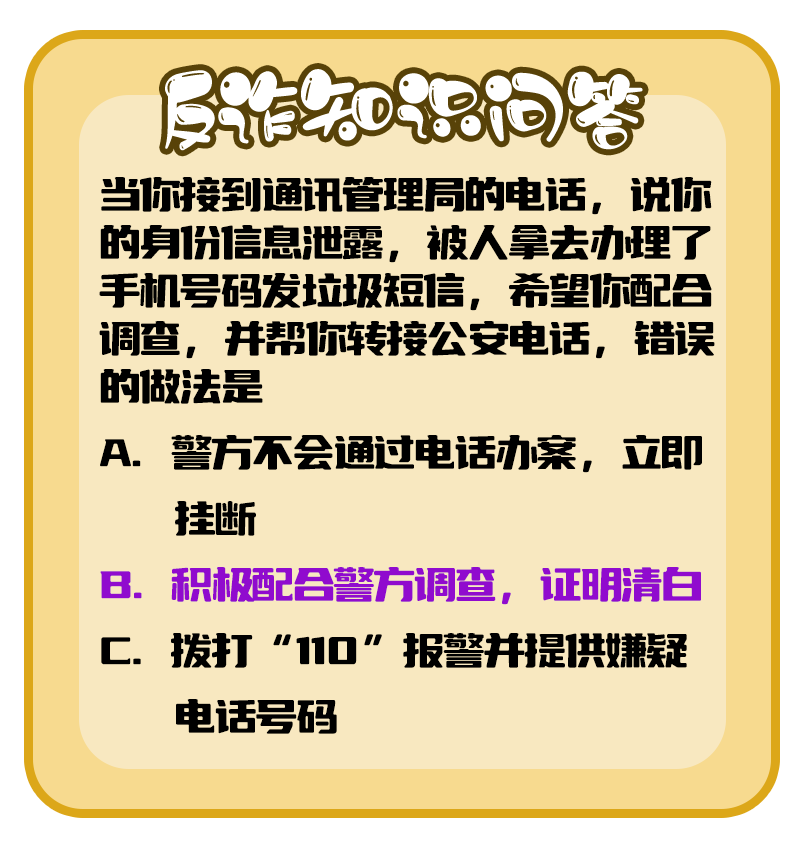 反诈知识问答
当你接到通讯管理局的电话，说你
的身份信息泄露，被人拿去办理了
手机号码发垃圾短信，希望你配合
调查，并帮你转接公安电话，错误
的做法是
A. 警方不会通过电话办案，立即
挂断
B. 积极配合警方调查，证明清白
C. 拨打“110”报警并提供嫌疑
电话号码